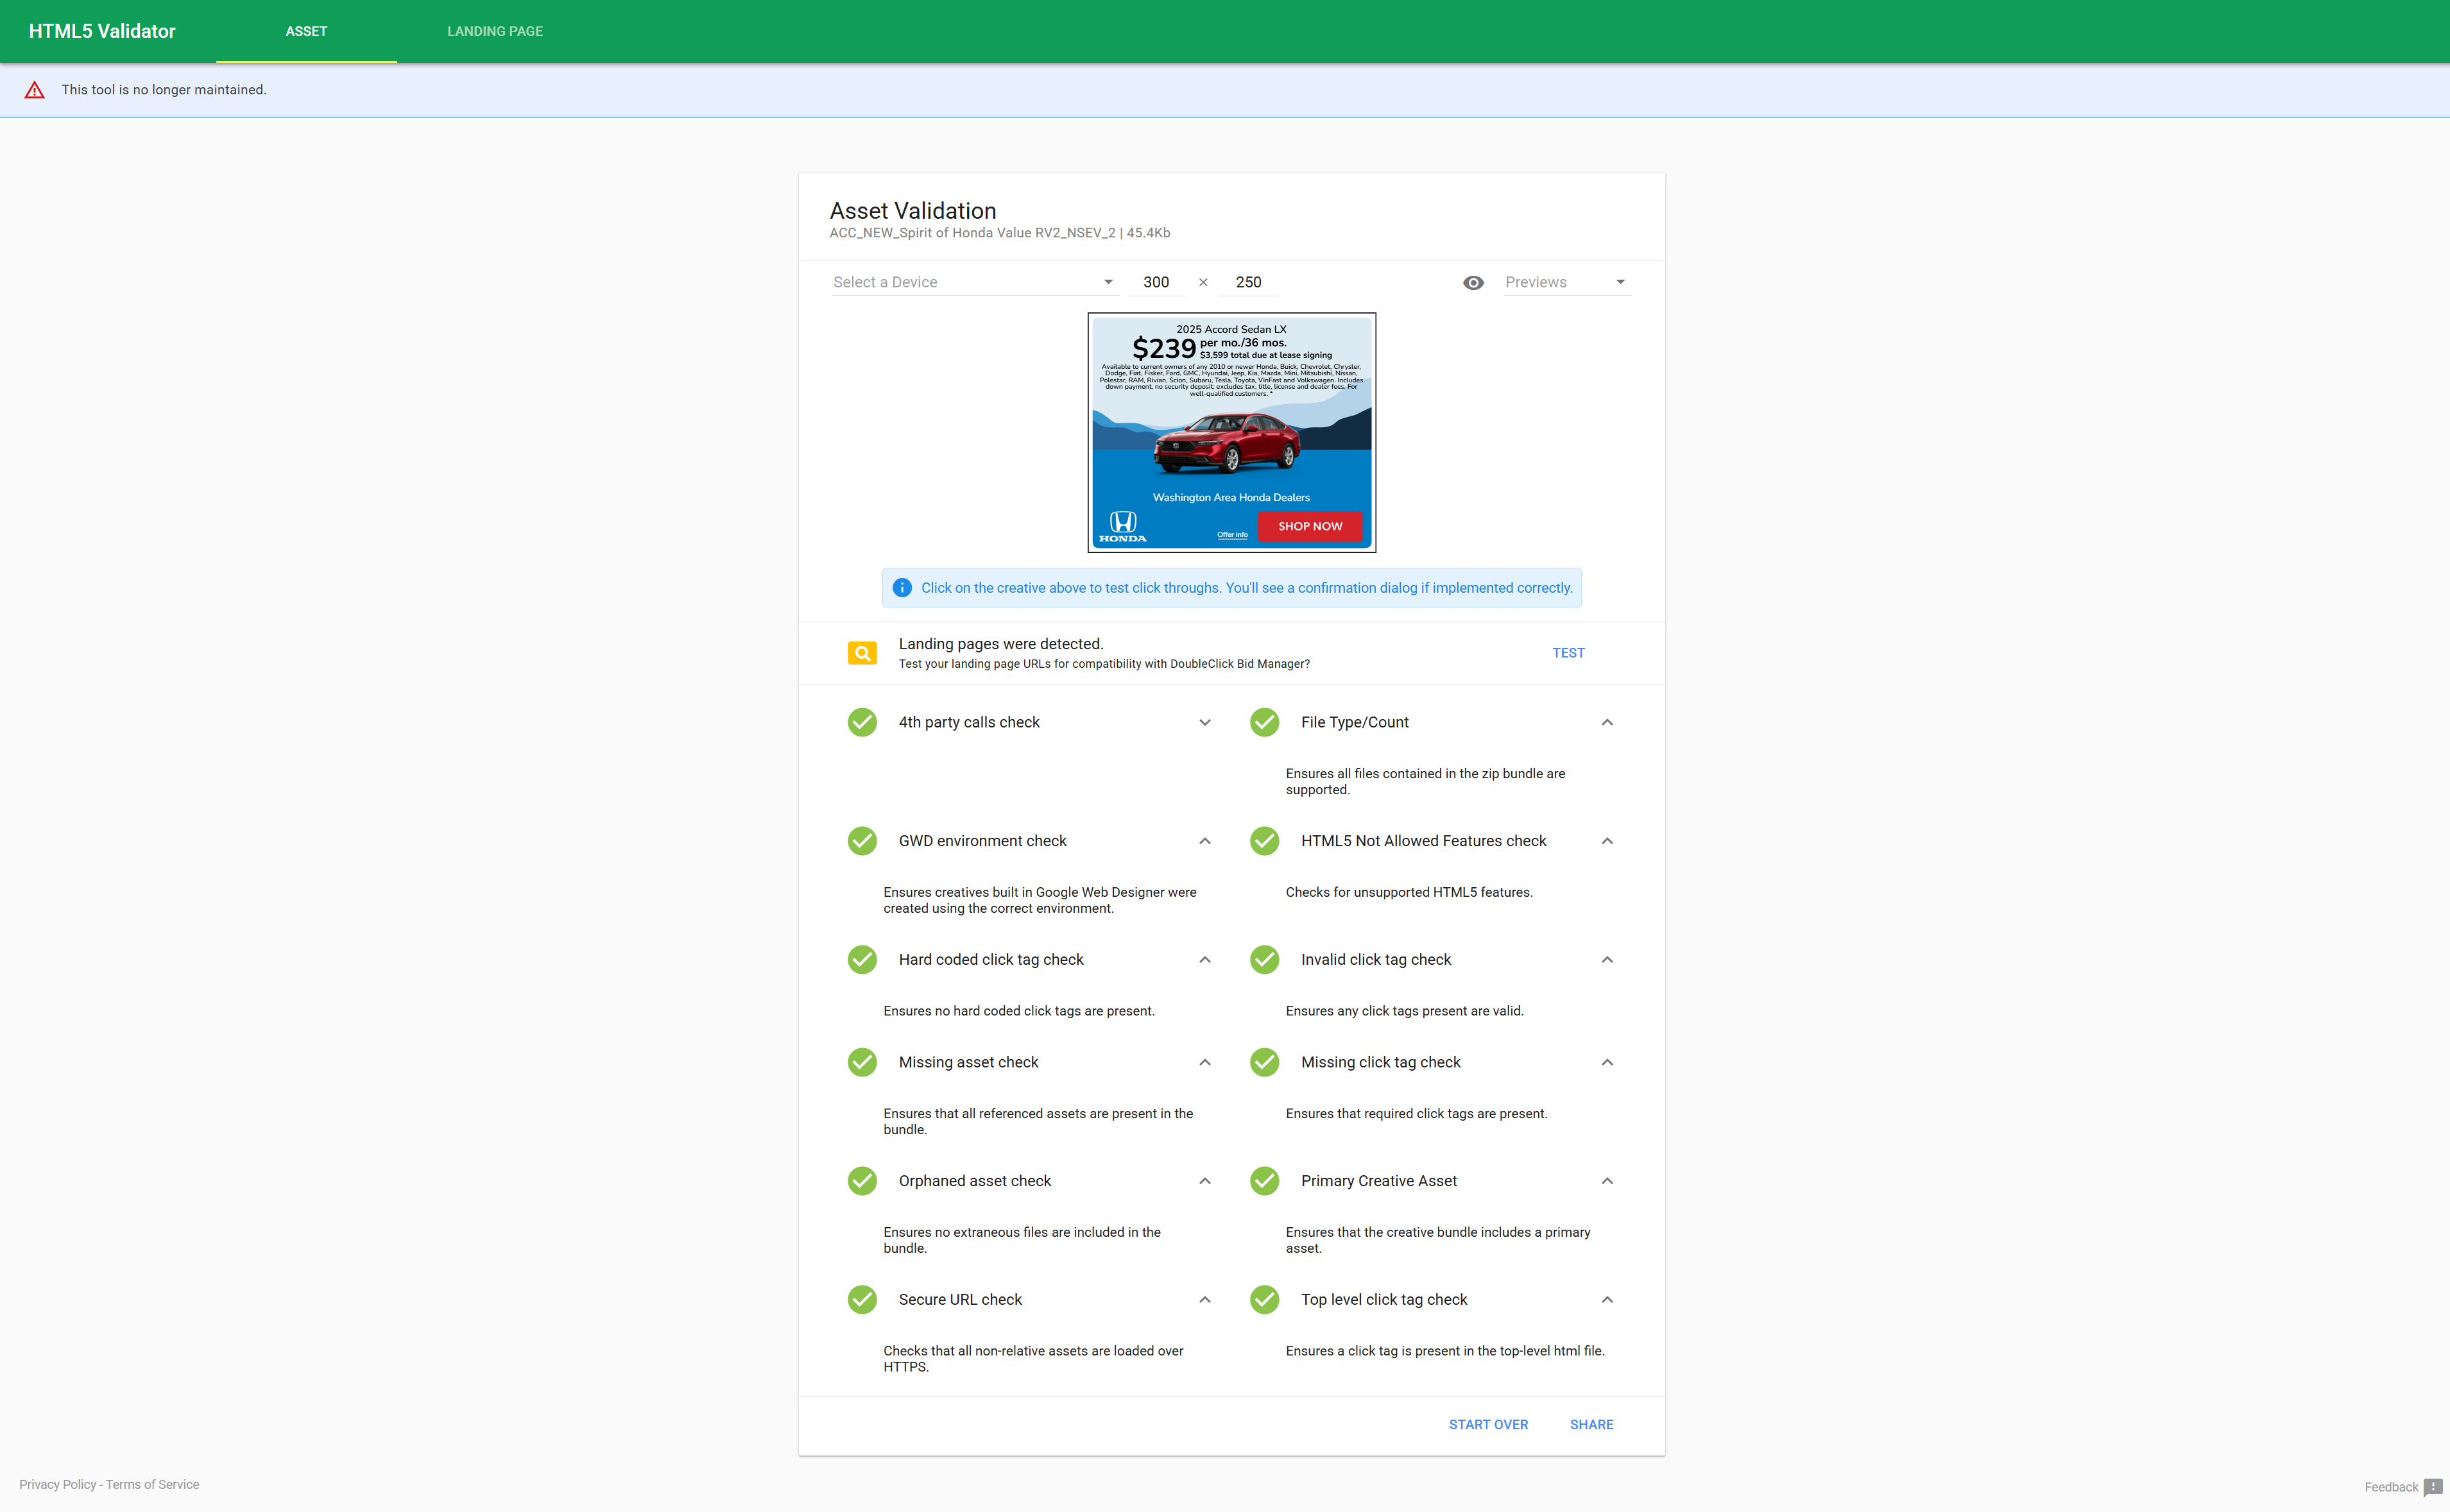 HTML5 Validator
ASSET
LANDING PAGE
This tool is no longer maintained.
Asset Validation
ACC_NEW_Spirit of Honda Value RV2_NSEV_2 | 45.4Kb
Select a Device
300 × 250
Previews
2025 Accord Sedan LX
$239 per mo./36 mos.
$3,599 total due at lease signing
Available to current owners of any 2010 or newer Honda, Buick, Chevrolet, Chrysler,
Dodge, Fiat, Fisker, Ford, GMC, Hyundai, Jeep, Kia, Mazda, Mini, Mitsubishi, Nissan,
Polestar, RAM, Rivian, Scion, Subaru, Tesla, Toyota, VinFast and Volkswagen. Includes
down payment, no security deposit; excludes tax, title, license and dealer fees. For
well-qualified customers. *
Washington Area Honda Dealers
HONDA
Offer info
SHOP NOW
Click on the creative above to test click throughs. You'll see a confirmation dialog if implemented correctly.
Landing pages were detected.
Test your landing page URLs for compatibility with DoubleClick Bid Manager?
TEST
4th party calls check
File Type/Count
Ensures all files contained in the zip bundle are
supported.
GWD environment check
Ensures creatives built in Google Web Designer were
created using the correct environment.
HTML5 Not Allowed Features check
Checks for unsupported HTML5 features.
Hard coded click tag check
Ensures no hard coded click tags are present.
Invalid click tag check
Ensures any click tags present are valid.
Missing asset check
Ensures that all referenced assets are present in the
bundle.
Missing click tag check
Ensures that required click tags are present.
Orphaned asset check
Ensures no extraneous files are included in the
bundle.
Primary Creative Asset
Ensures that the creative bundle includes a primary
asset.
Secure URL check
Checks that all non-relative assets are loaded over
HTTPS.
Top level click tag check
Ensures a click tag is present in the top-level html file.
START OVER
SHARE
Privacy Policy - Terms of Service
Feedback